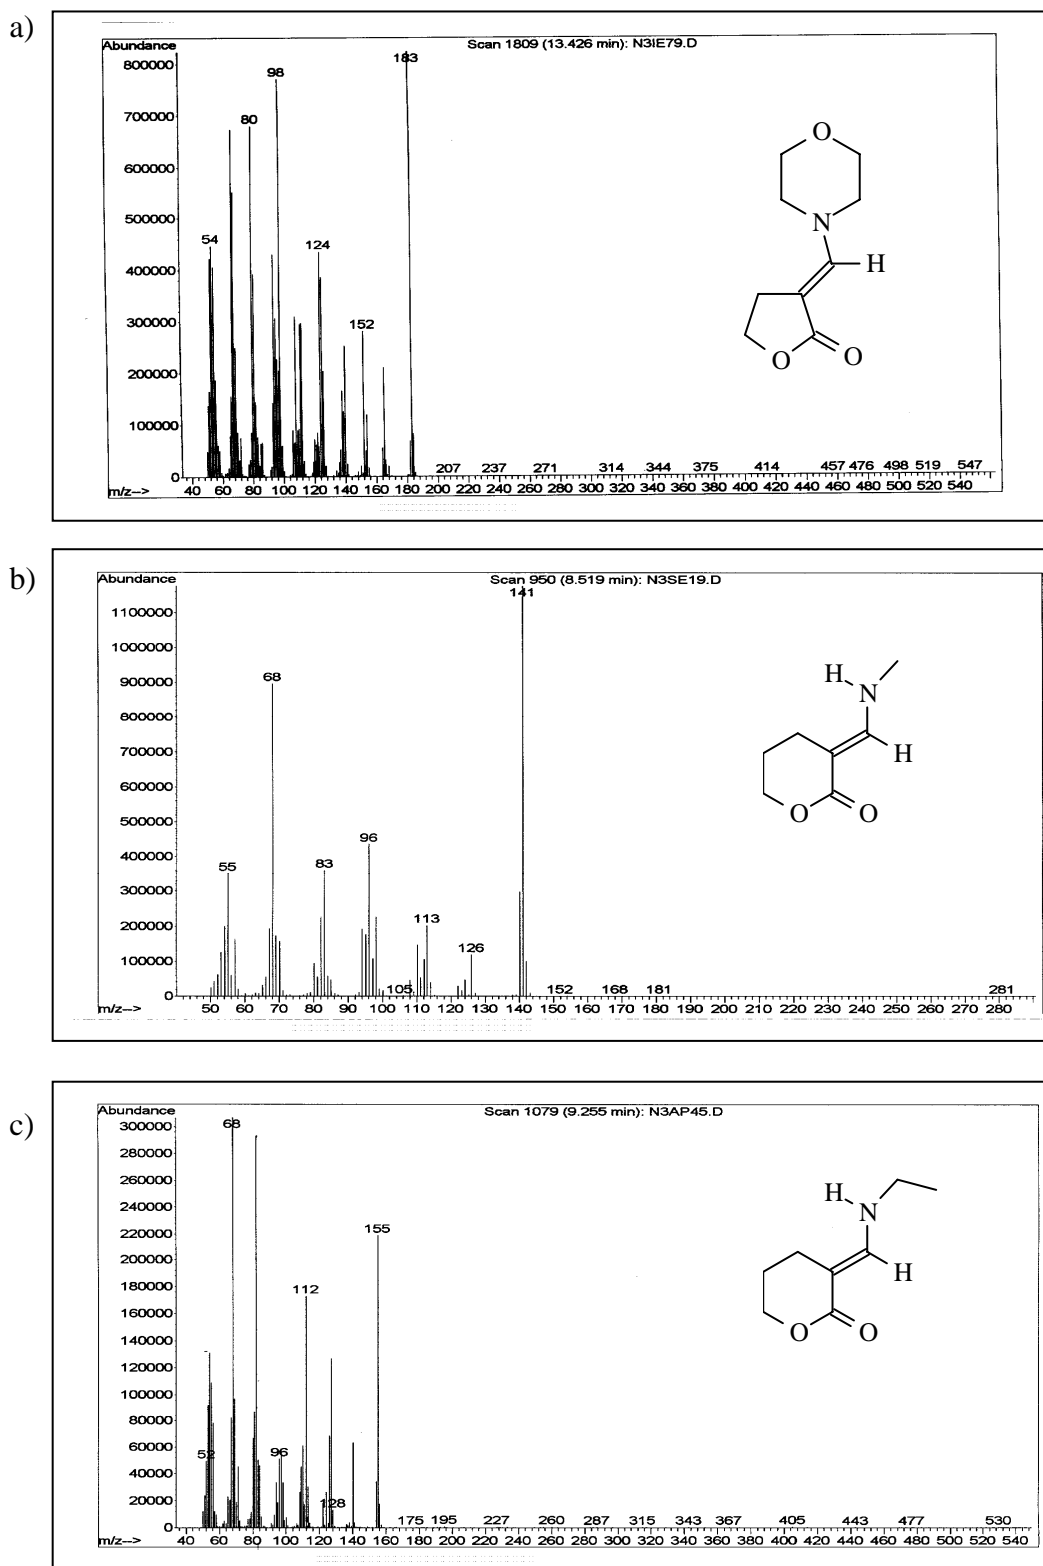 a)
Abundance
Scan 1809 (13.426 min): N3IE79.D
800000
700000
600000
500000
400000
300000
200000
100000
0
183
98
80
54
124
152
207 237 271 314 344 375 414 457 476 498 519 547
40 60 80 100 120 140 160 180 200 220 240 260 280 300 320 340 360 380 400 420 440 460 480 500 520 540
m/z-->
O
N
H
O
O
b)
Abundance
Scan 950 (8.519 min): N3SE19.D
1100000
1000000
900000
800000
700000
600000
500000
400000
300000
200000
100000
0
141
68
96
83
55
113
126
105 152 168 181 281
50 60 70 80 90 100 110 120 130 140 150 160 170 180 190 200 210 220 230 240 250 260 270 280
m/z-->
H
N
H
O
O
c)
Abundance
Scan 1079 (9.255 min): N3AP45.D
300000
280000
260000
240000
220000
200000
180000
160000
140000
120000
100000
80000
60000
40000
20000
0
68
155
112
52
96
128
175 195 227 260 287 315 343 367 405 443 477 530
40 60 80 100 120 140 160 180 200 220 240 260 280 300 320 340 360 380 400 420 440 460 480 500 520 540
m/z-->
H
N
H
O
O